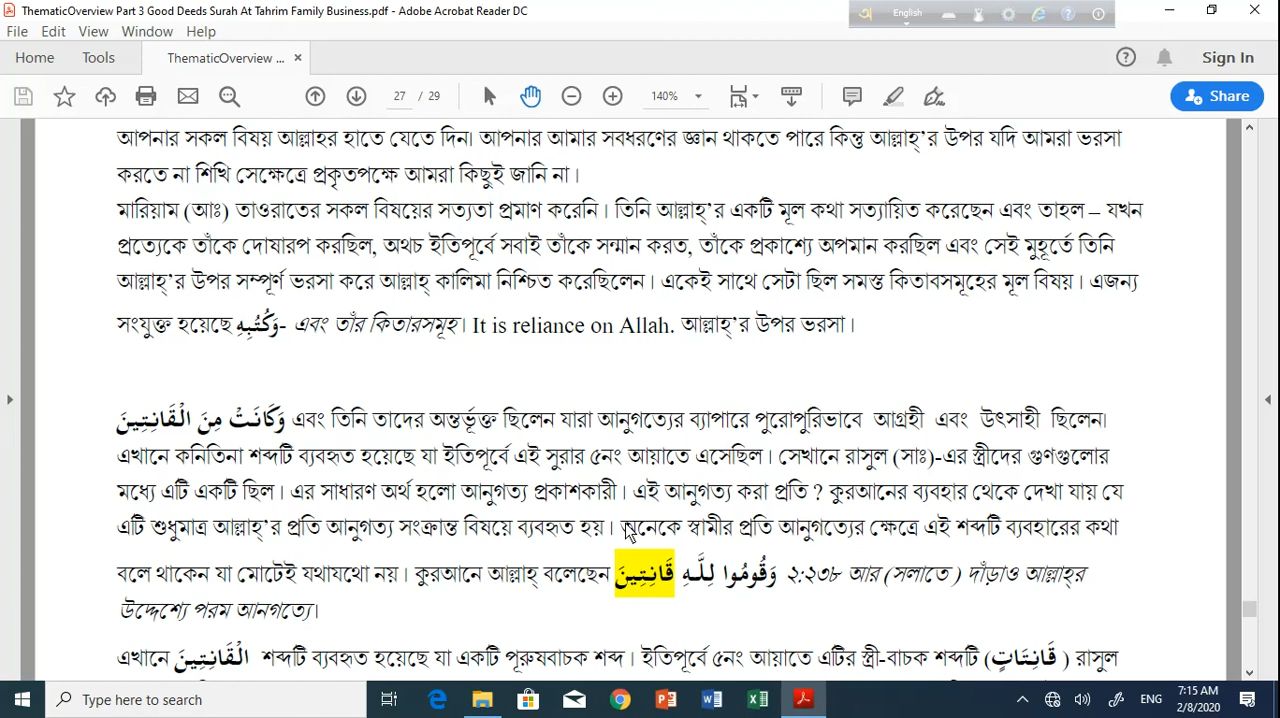 ThematicOverview Part 3 Good Deeds Surah At Tahrim Family Business.pdf - Adobe Acrobat Reader DC
English
File Edit View Window Help
Home Tools ThematicOverview ... × Sign In
27 / 29 140% Share
আপনার সকল বিষয় আল্লাহর হাতে যেতে দিন। আপনার আমার সবধরণের জ্ঞান থাকতে পারে কিন্তু আল্লাহ্'র উপর যদি আমরা ভরসা
করতে না শিখি সেক্ষেত্রে প্রকৃতপক্ষে আমরা কিছুই জানি না।
মারিয়াম (আঃ) তাওরাতের সকল বিষয়ের সত্যতা প্রমাণ করেনি। তিনি আল্লাহ্'র একটি মূল কথা সত্যায়িত করেছেন এবং তাহল – যখন
প্রত্যেকে তাঁকে দোষারপ করছিল, অথচ ইতিপূর্বে সবাই তাঁকে সন্মান করত, তাঁকে প্রকাশ্যে অপমান করছিল এবং সেই মুহূর্তে তিনি
আল্লাহ্'র উপর সম্পূর্ণ ভরসা করে আল্লাহ্ কালিমা নিশ্চিত করেছিলেন। একেই সাথে সেটা ছিল সমস্ত কিতাবসমূহের মূল বিষয়। এজন্য
সংযুক্ত হয়েছে وَكُتُبِهِ- এবং তাঁর কিতারসমূহ। It is reliance on Allah. আল্লাহ্'র উপর ভরসা।
وَكَانَتْ مِنَ الْقَانِتِينَ এবং তিনি তাদের অন্তর্ভূক্ত ছিলেন যারা আনুগত্যের ব্যাপারে পুরোপুরিভাবে আগ্রহী এবং উৎসাহী ছিলেন।
এখানে কনিতিনা শব্দটি ব্যবহৃত হয়েছে যা ইতিপূর্বে এই সুরার ৫নং আয়াতে এসেছিল। সেখানে রাসুল (সাঃ)-এর স্ত্রীদের গুণগুলোর
মধ্যে এটি একটি ছিল। এর সাধারণ অর্থ হলো আনুগত্য প্রকাশকারী। এই আনুগত্য করা প্রতি ? কুরআনের ব্যবহার থেকে দেখা যায় যে
এটি শুধুমাত্র আল্লাহ্'র প্রতি আনুগত্য সংক্রান্ত বিষয়ে ব্যবহৃত হয়। অনেকে স্বামীর প্রতি আনুগত্যের ক্ষেত্রে এই শব্দটি ব্যবহারের কথা
বলে থাকেন যা মোটেই যথাযথো নয়। কুরআনে আল্লাহ্ বলেছেন وَقُومُوا لِلَّهِ قَانِتِينَ ২:২৩৮ আর (সলাতে ) দাঁড়াও আল্লাহ্‌র
উদ্দেশ্যে পরম আনগত্যে।
এখানে الْقَانِتِينَ শব্দটি ব্যবহৃত হয়েছে যা একটি পূরুষবাচক শব্দ। ইতিপূর্বে ৫নং আয়াতে এটির স্ত্রী-বাচক শব্দটি (قَانِتَاتٍ ) রাসুল
Type here to search ENG 7:15 AM
2/8/2020